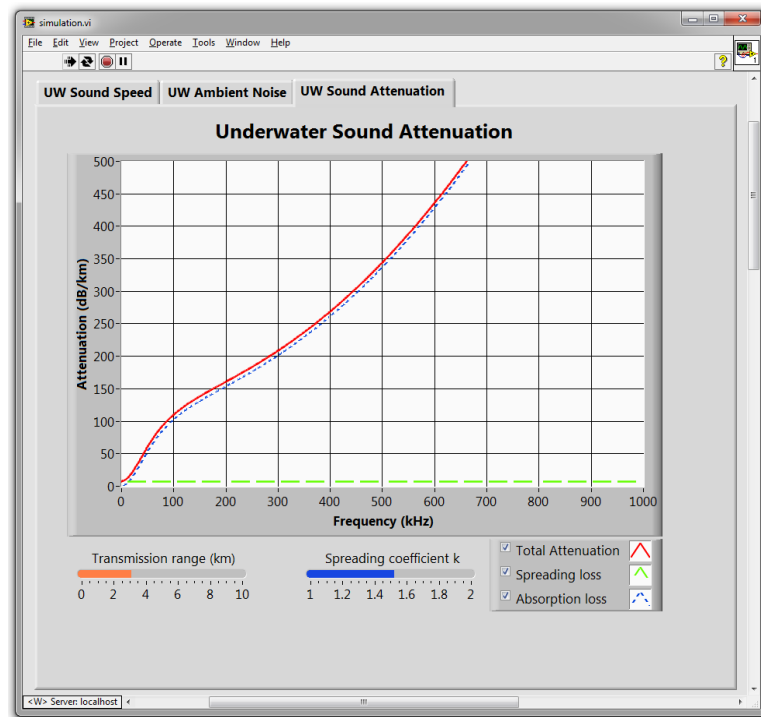 simulation.vi
File Edit View Project Operate Tools Window Help
?
1
UW Sound Speed UW Ambient Noise UW Sound Attenuation
Underwater Sound Attenuation
500
450
400
350
300
250
200
150
100
50
0
Attenuation (dB/km)
0 100 200 300 400 500 600 700 800 900 1000
Frequency (kHz)
Transmission range (km)
0 2 4 6 8 10
Spreading coefficient k
1 1.2 1.4 1.6 1.8 2
Total Attenuation
Spreading loss
Absorption loss
<W> Server: localhost